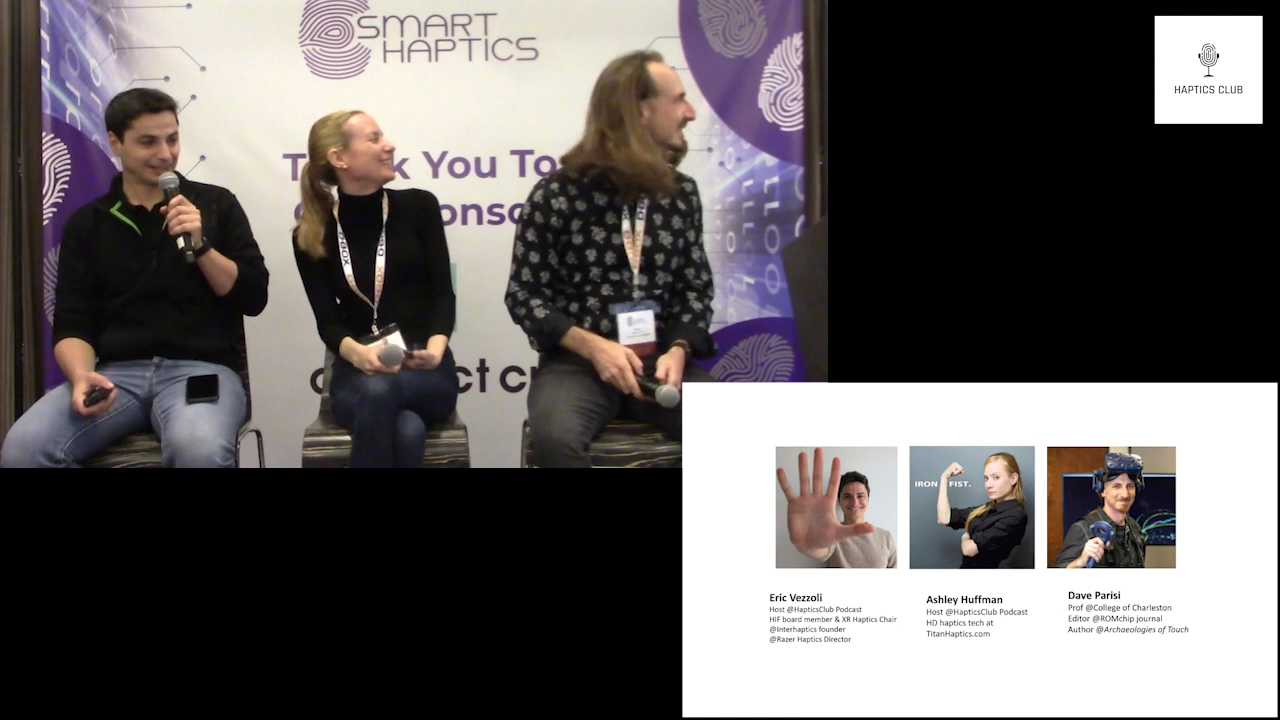 SMART
HAPTICS
HAPTICS CLUB
Thank You To
IRON FIST.
Eric Vezzoli
Host @HapticsClub Podcast
HIF board member & XR Haptics Chair
@Interhaptics founder
@Razer Haptics Director
Ashley Huffman
Host @HapticsClub Podcast
HD haptics tech at
TitanHaptics.com
Dave Parisi
Prof @College of Charleston
Editor @ROMchip journal
Author @Archaeologies of Touch